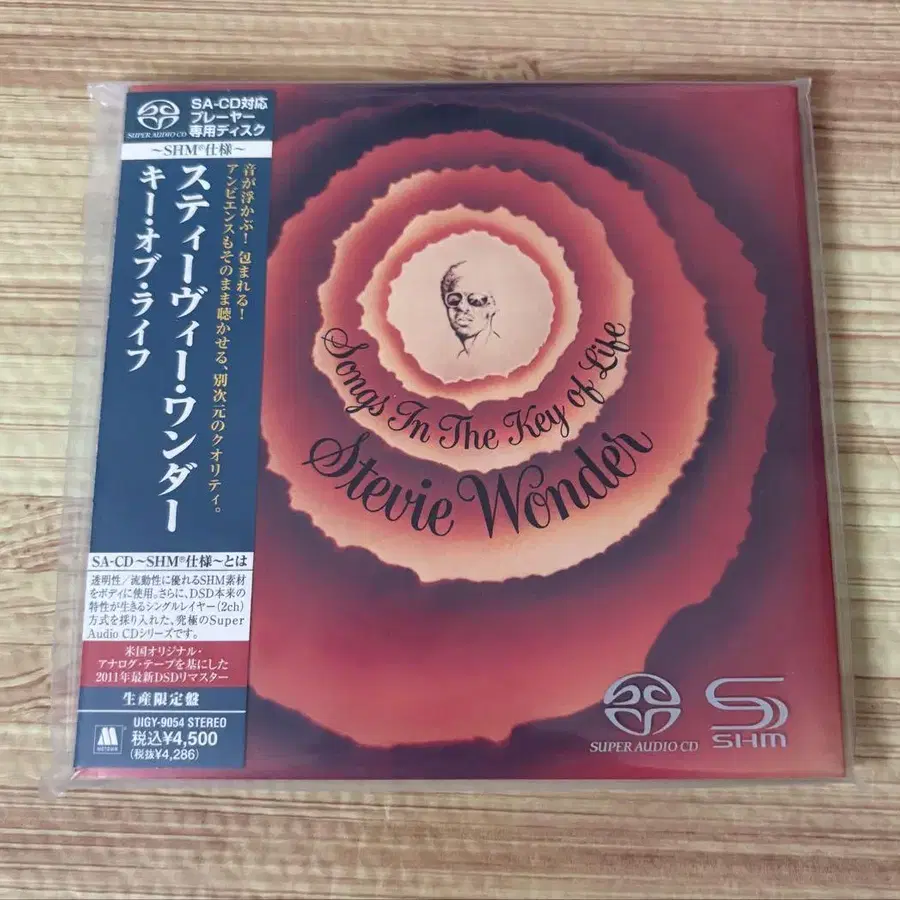 SUPER AUDIO CD
SA-CD対応
プレーヤー
専用ディスク
～SHM®仕様～
音が浮かぶ! 包まれる!
アンビエンスもそのまま聴かせる、別次元のクオリティ。
スティーヴィー・ワンダー
キー・オブ・ライフ
SA-CD～SHM®仕様～とは
透明性/流動性に優れるSHM素材
をボディに使用。さらに、DSD本来の
特性が生きるシングルレイヤー(2ch)
方式を採り入れた、究極のSuper
Audio CDシリーズです。
米国オリジナル・
アナログ・テープを基にした
2011年最新DSDリマスター
生産限定盤
MOTOWN
UIGY-9054 STEREO
税込¥4,500
(税抜¥4,286)
Songs In The Key of Life
Stevie Wonder
SUPER AUDIO CD
SHM